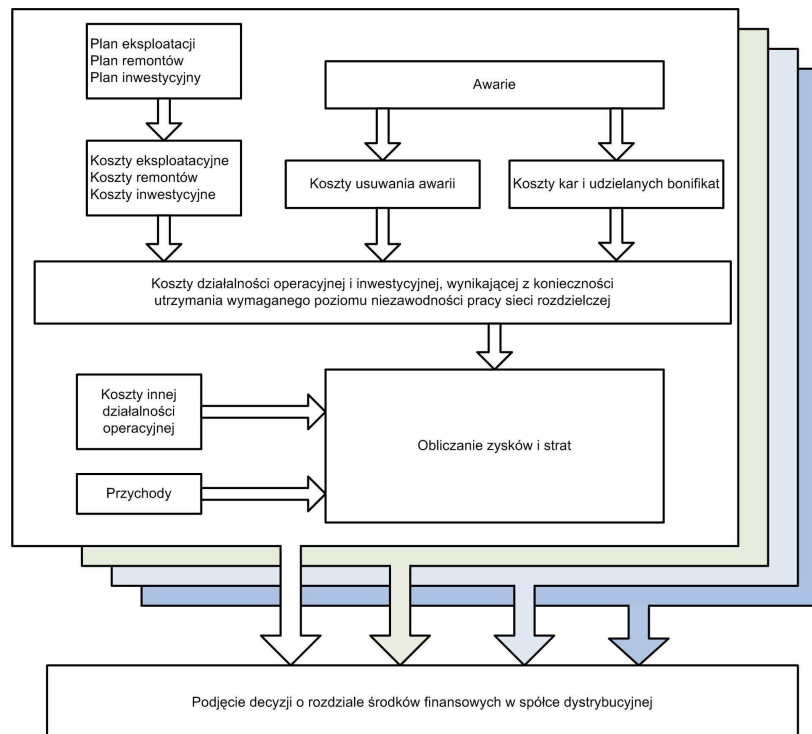 Plan eksploatacji
Plan remontów
Plan inwestycyjny
Awarie
Koszty eksploatacyjne
Koszty remontów
Koszty inwestycyjne
Koszty usuwania awarii
Koszty kar i udzielanych bonifikat
Koszty działalności operacyjnej i inwestycyjnej, wynikającej z konieczności
utrzymania wymaganego poziomu niezawodności pracy sieci rozdzielczej
Koszty innej
działalności
operacyjnej
Obliczanie zysków i strat
Przychody
Podjęcie decyzji o rozdziale środków finansowych w spółce dystrybucyjnej